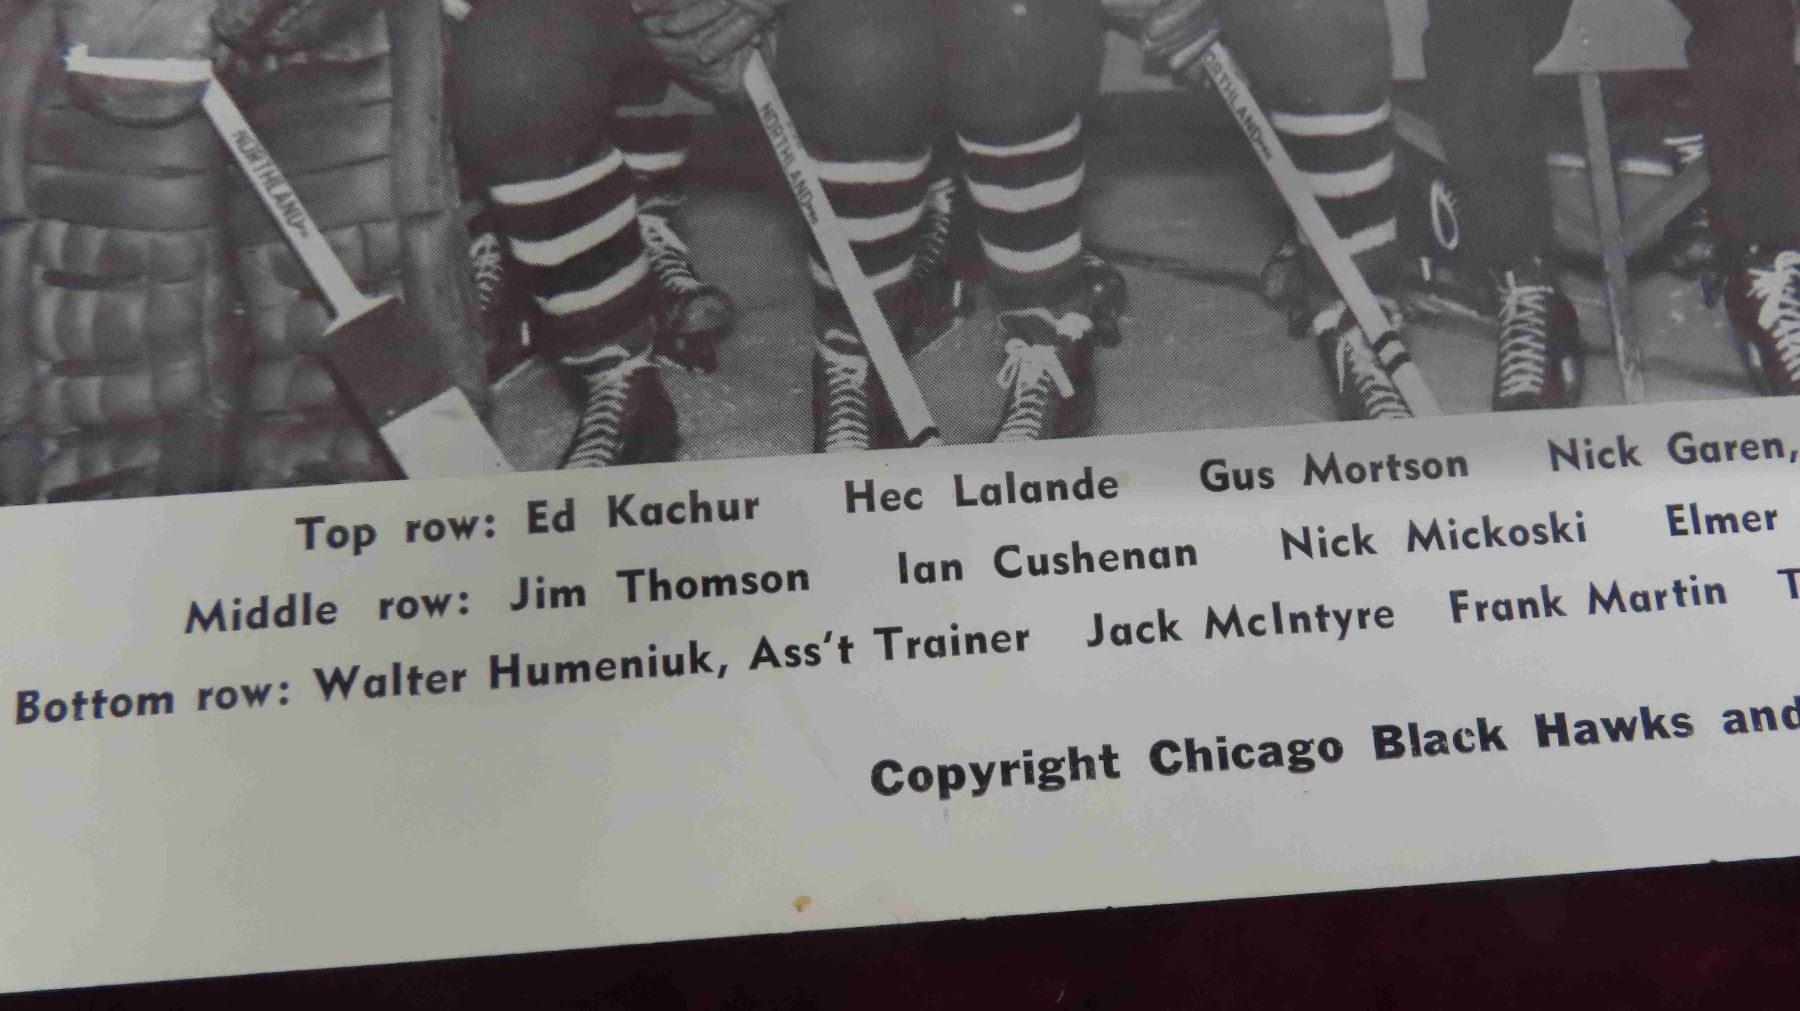 NORTHLAND
NORTHLAND
ORTHLAND
Top row: Ed Kachur Hec Lalande Gus Mortson Nick Garen,
Middle row: Jim Thomson Ian Cushenan Nick Mickoski Elmer
Bottom row: Walter Humeniuk, Ass't Trainer Jack McIntyre Frank Martin T
Copyright Chicago Black Hawks and